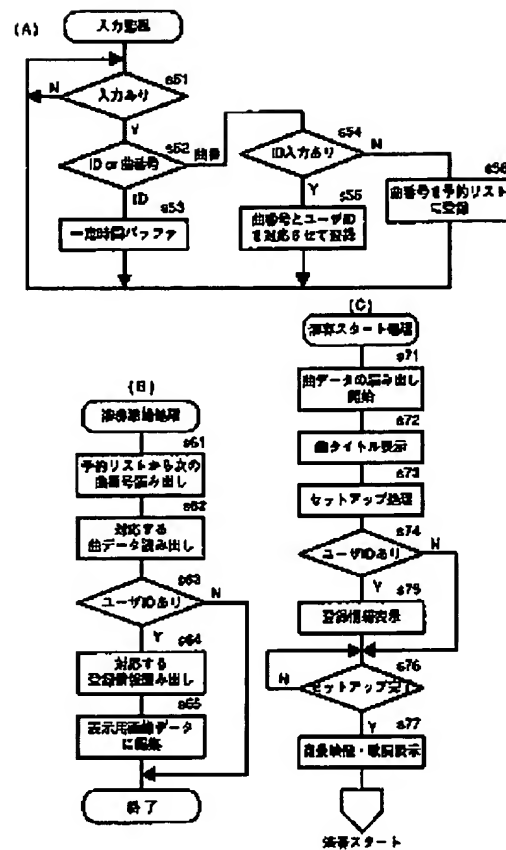 (A)
入力監視
s51
入力あり
N
Y
s52
ID or 曲番号
曲番
ID
s53
一定時間バッファ
s54
ID入力あり
N
Y
s55
曲番号とユーザID
を対応させて登録
s56
曲番号を予約リスト
に登録
(B)
演奏準備処理
s61
予約リストから次の
曲番号読み出し
s62
対応する
曲データ読み出し
s63
ユーザIDあり
N
Y
s64
対応する
登録情報読み出し
s65
表示用画像データ
に編集
終了
(C)
演奏スタート処理
s71
曲データの読み出し
開始
s72
曲タイトル表示
s73
セットアップ処理
s74
ユーザIDあり
N
Y
s75
登録情報表示
s76
セットアップ完了
N
Y
s77
背景映像・歌詞表示
演奏スタート